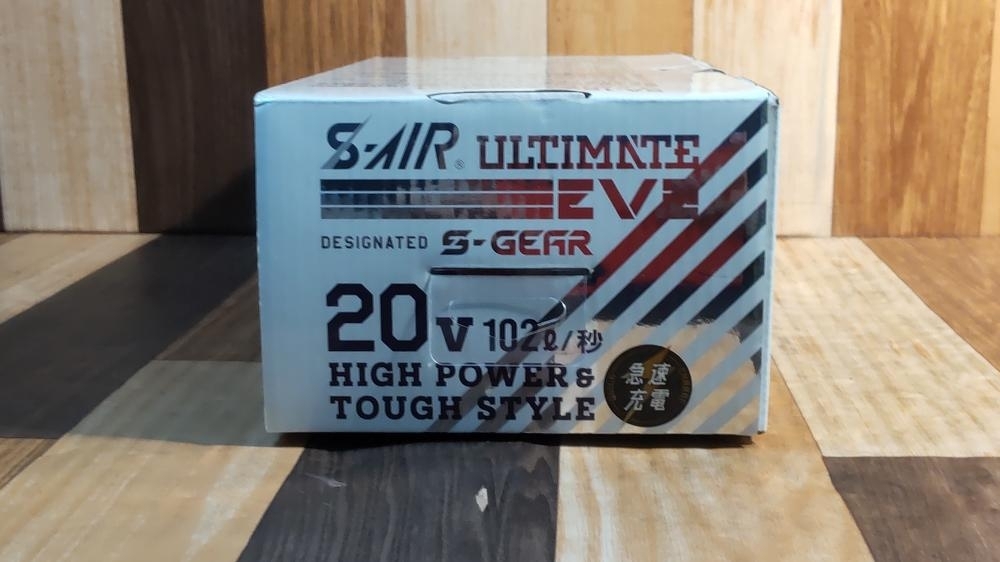 S-AIR® ULTIMATE
EVE
DESIGNATED S-GEAR
20V 102ℓ/秒
HIGH POWER &
TOUGH STYLE
急速
充電